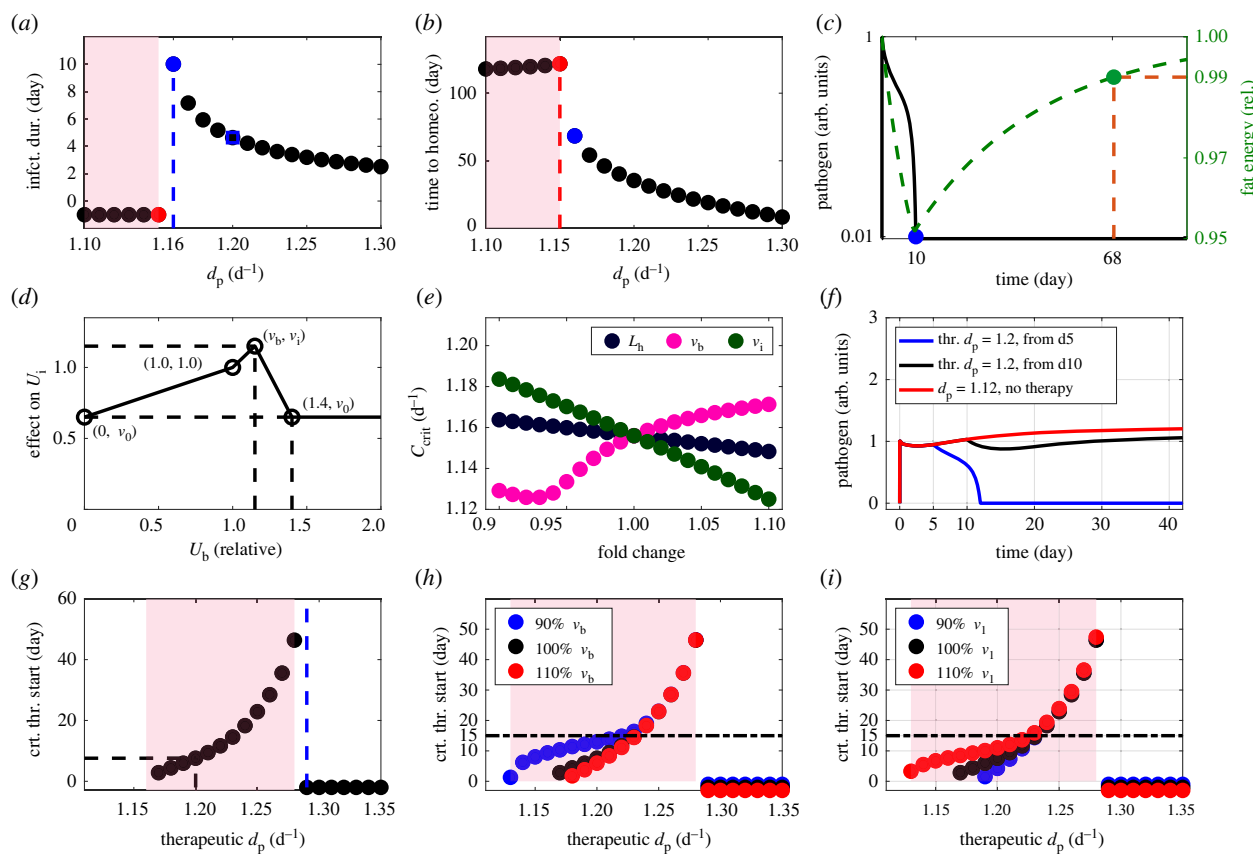 (a)
infct. dur. (day)
10
8
6
4
2
0
1.10
1.16
1.20
1.30
dp (d−1)
(b)
time to homeo. (day)
100
50
0
1.10
1.15
1.20
1.30
dp (d−1)
(c)
pathogen (arb. units)
1
0.01
10
68
time (day)
1.00
0.99
0.97
0.95
fat energy (rel.)
(d)
effect on Ui
1.0
0.5
0
(vb, vi)
(1.0, 1.0)
(1.4, v0)
(0, v0)
0.5
1.0
1.5
2.0
Ub (relative)
(e)
Ccrit (d−1)
1.20
1.18
1.16
1.14
1.12
Lh
vb
vi
0.9
0.95
1.00
1.05
1.10
fold change
(f)
pathogen (arb. units)
3
2
1
0
thr. dp = 1.2, from d5
thr. dp = 1.2, from d10
dp = 1.12, no therapy
0
5
10
20
30
40
time (day)
(g)
crt. thr. start (day)
60
40
20
0
1.15
1.20
1.25
1.30
1.35
therapeutic dp (d−1)
(h)
crt. thr. start (day)
50
40
30
20
15
10
0
90% vb
100% vb
110% vb
1.15
1.20
1.25
1.30
1.35
therapeutic dp (d−1)
(i)
crt. thr. start (day)
50
40
30
20
15
10
0
90% v1
100% v1
110% v1
1.15
1.20
1.25
1.30
1.35
therapeutic dp (d−1)